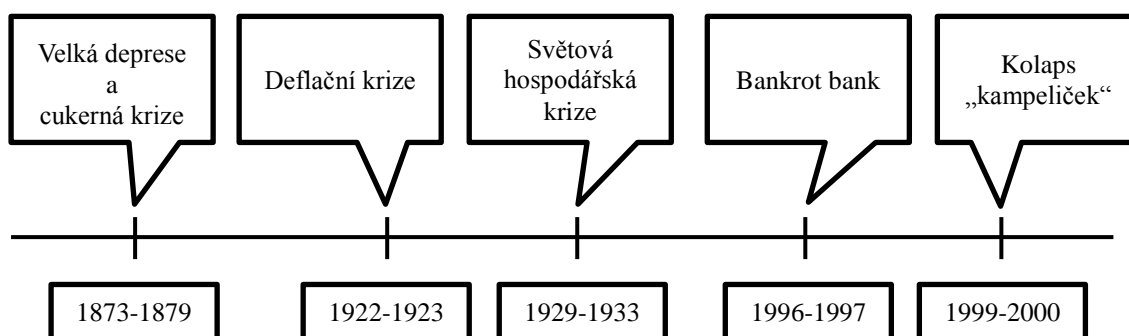 Velká deprese
a
cukerná krize
Deflační krize
Světová
hospodářská
krize
Bankrot bank
Kolaps
„kampeliček“
1873-1879
1922-1923
1929-1933
1996-1997
1999-2000